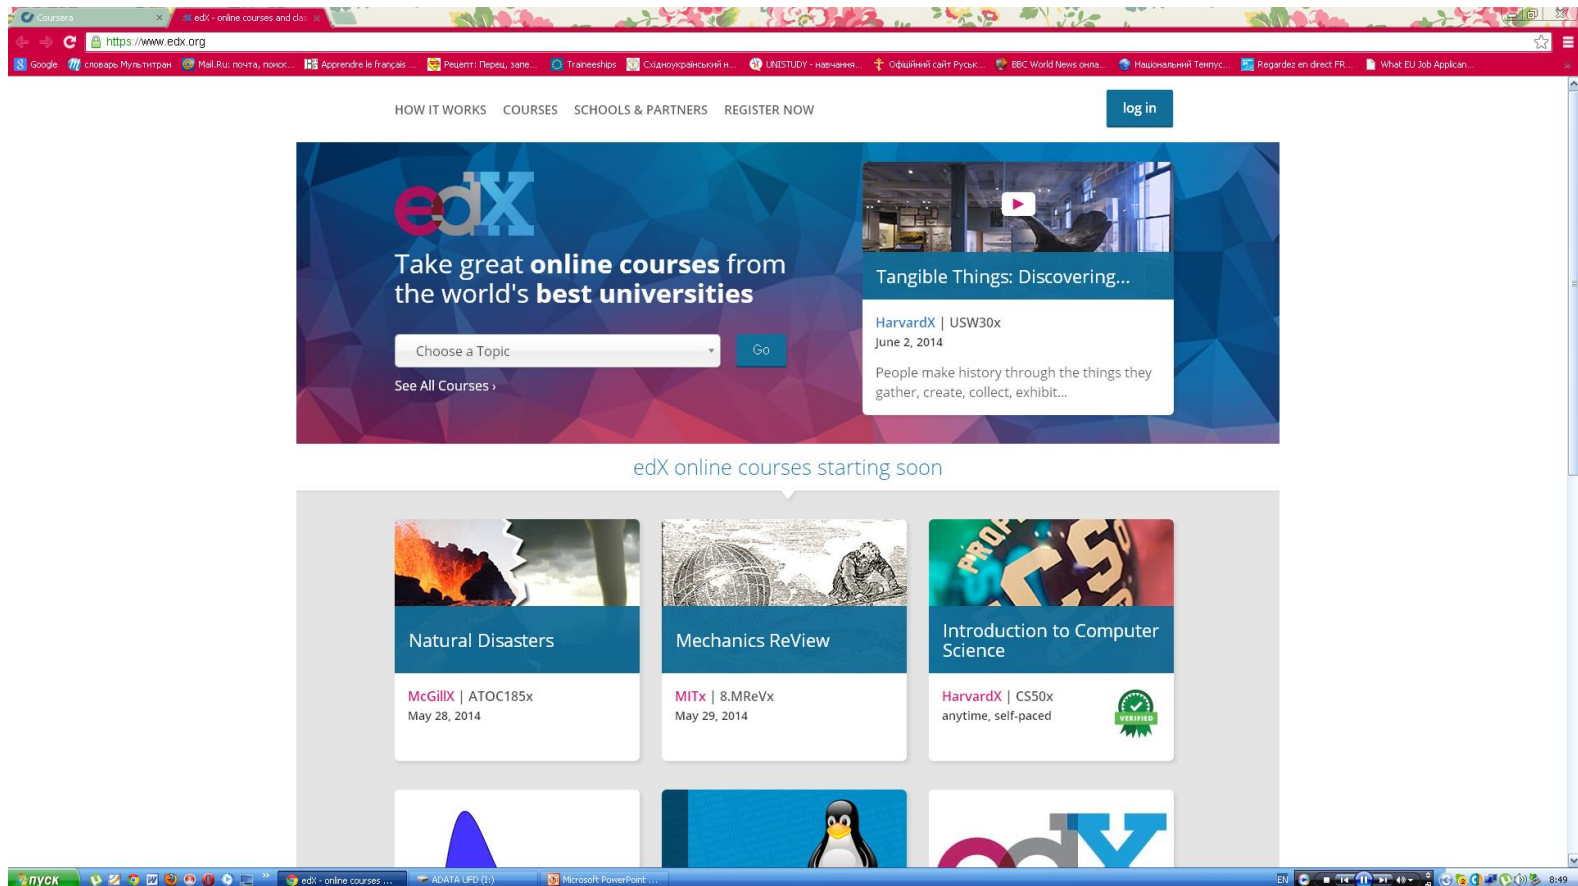 Coursera
edX - online courses and clas
https://www.edx.org
Google словарь Мультитран Mail.Ru: почта, поиск... Apprendre le français ... Рецепт: Перец, запе... Traineeships Східноукраїнський н... UNISTUDY - навчання... Офіційний сайт Руськ... BBC World News онла... Національний Темпус... Regardez en direct FR... What EU Job Applican...
HOW IT WORKS COURSES SCHOOLS & PARTNERS REGISTER NOW log in
edX
Take great online courses from
the world's best universities
Choose a Topic Go
See All Courses ›
Tangible Things: Discovering...
HarvardX | USW30x
June 2, 2014
People make history through the things they
gather, create, collect, exhibit...
edX online courses starting soon
Natural Disasters
McGillX | ATOC185x
May 28, 2014
Mechanics ReView
MITx | 8.MReVx
May 29, 2014
PROP
CS50
Introduction to Computer
Science
HarvardX | CS50x
anytime, self-paced
VERIFIED
edX
пуск edX - online courses ... ADATA UFD (I:) Microsoft PowerPoint ... EN 8:49